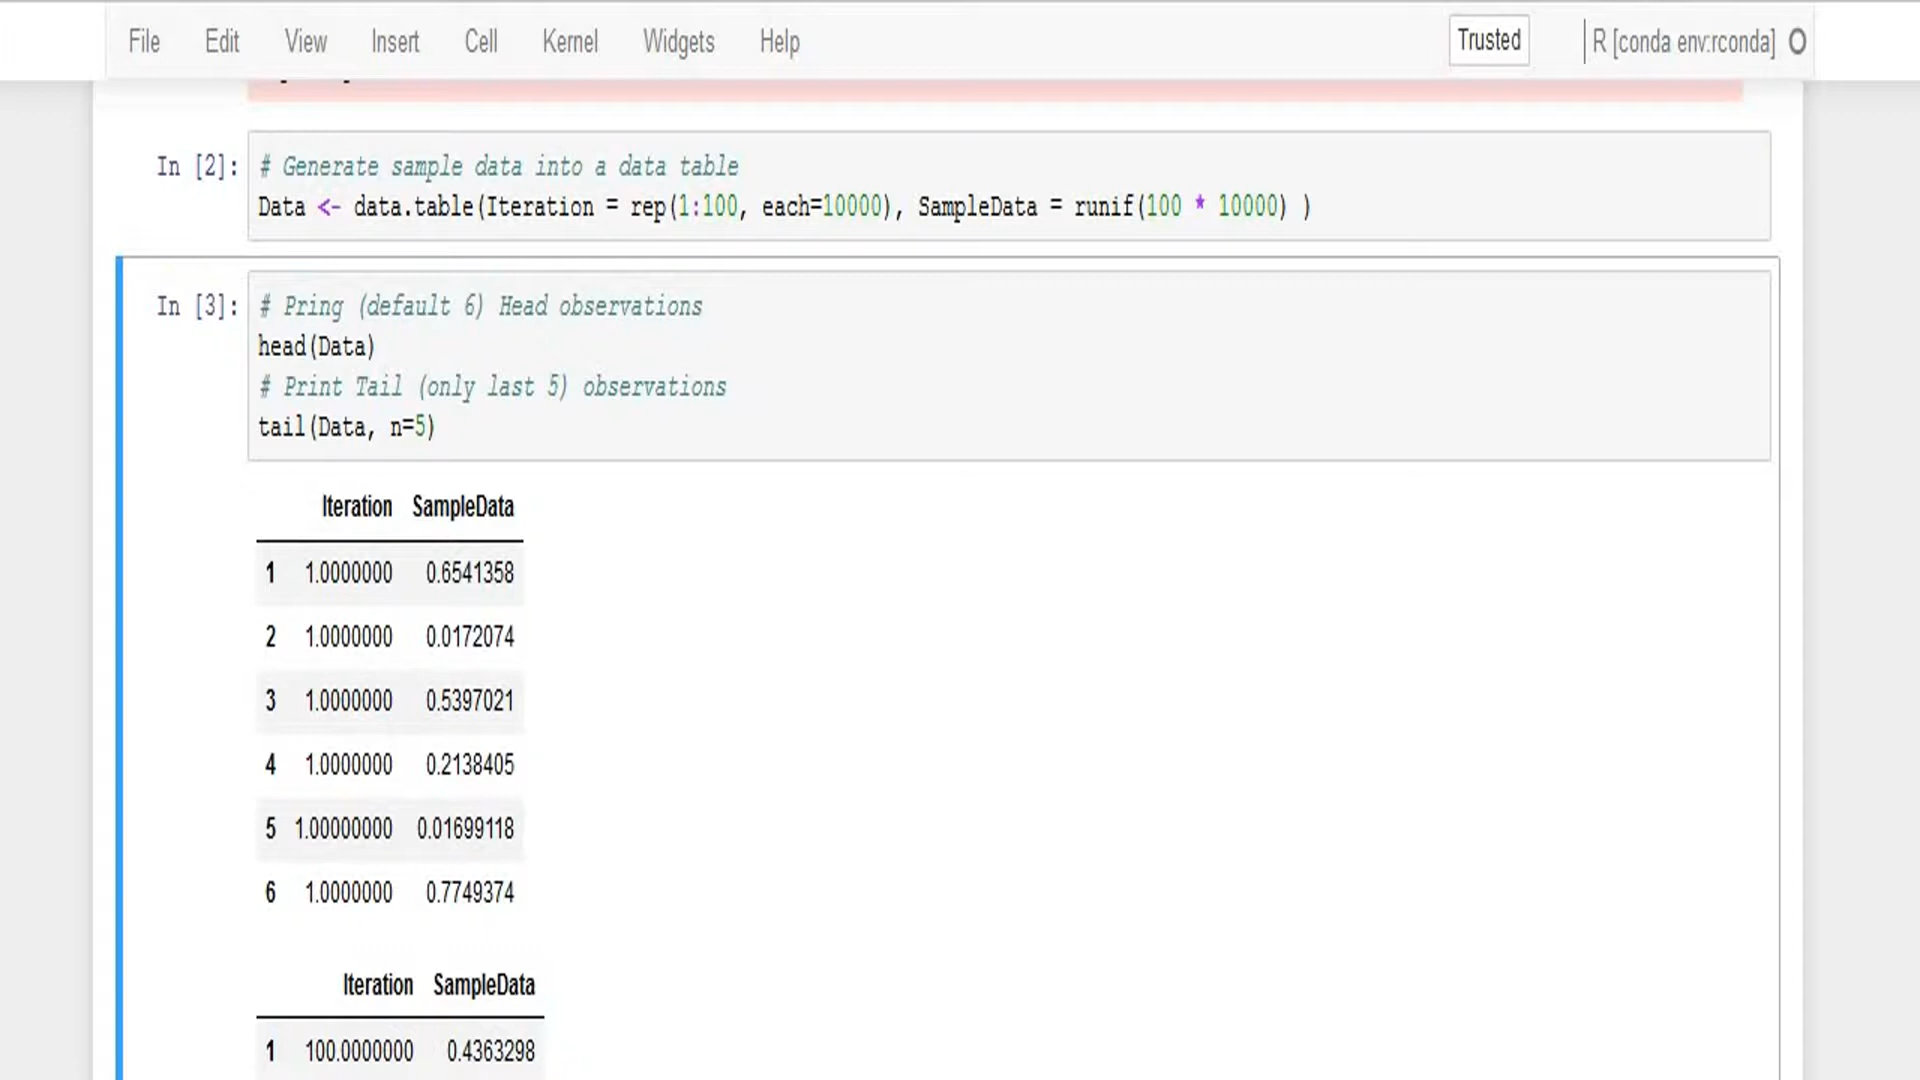 File Edit View Insert Cell Kernel Widgets Help Trusted R [conda env:rconda]
In [2]: # Generate sample data into a data table
Data <- data.table(Iteration = rep(1:100, each=10000), SampleData = runif(100 * 10000) )
In [3]: # Pring (default 6) Head observations
head(Data)
# Print Tail (only last 5) observations
tail(Data, n=5)
Iteration SampleData
1 1.0000000 0.6541358
2 1.0000000 0.0172074
3 1.0000000 0.5397021
4 1.0000000 0.2138405
5 1.00000000 0.01699118
6 1.0000000 0.7749374
Iteration SampleData
1 100.0000000 0.4363298